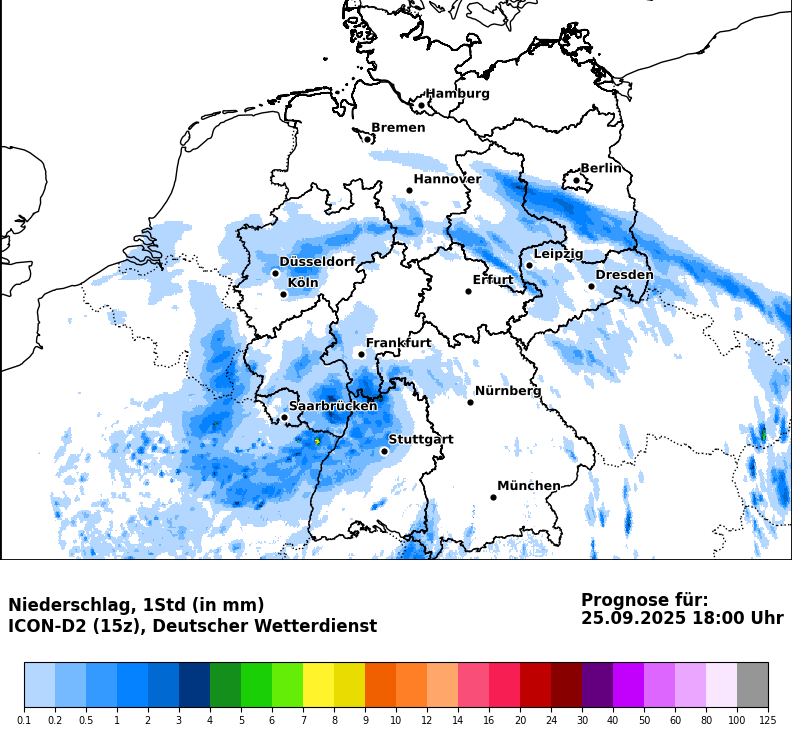 Hamburg
Bremen
Berlin
Hannover
Leipzig
Düsseldorf
Dresden
Erfurt
Köln
Frankfurt
Nürnberg
Saarbrücken
Stuttgart
München
Niederschlag, 1Std (in mm)
ICON-D2 (15z), Deutscher Wetterdienst
Prognose für:
25.09.2025 18:00 Uhr
0.1 0.2 0.5 1 2 3 4 5 6 7 8 9 10 12 14 16 20 24 30 40 50 60 80 100 125